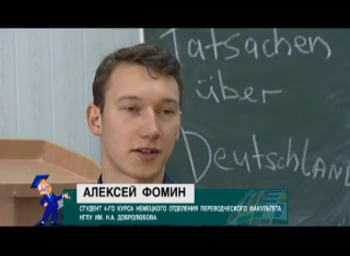 Tatsachen
über
Deutschland
АЛЕКСЕЙ ФОМИН
СТУДЕНТ 4-ГО КУРСА НЕМЕЦКОГО ОТДЕЛЕНИЯ ПЕРЕВОДЧЕСКОГО ФАКУЛЬТЕТА
НГЛУ ИМ. Н.А. ДОБРОЛЮБОВА